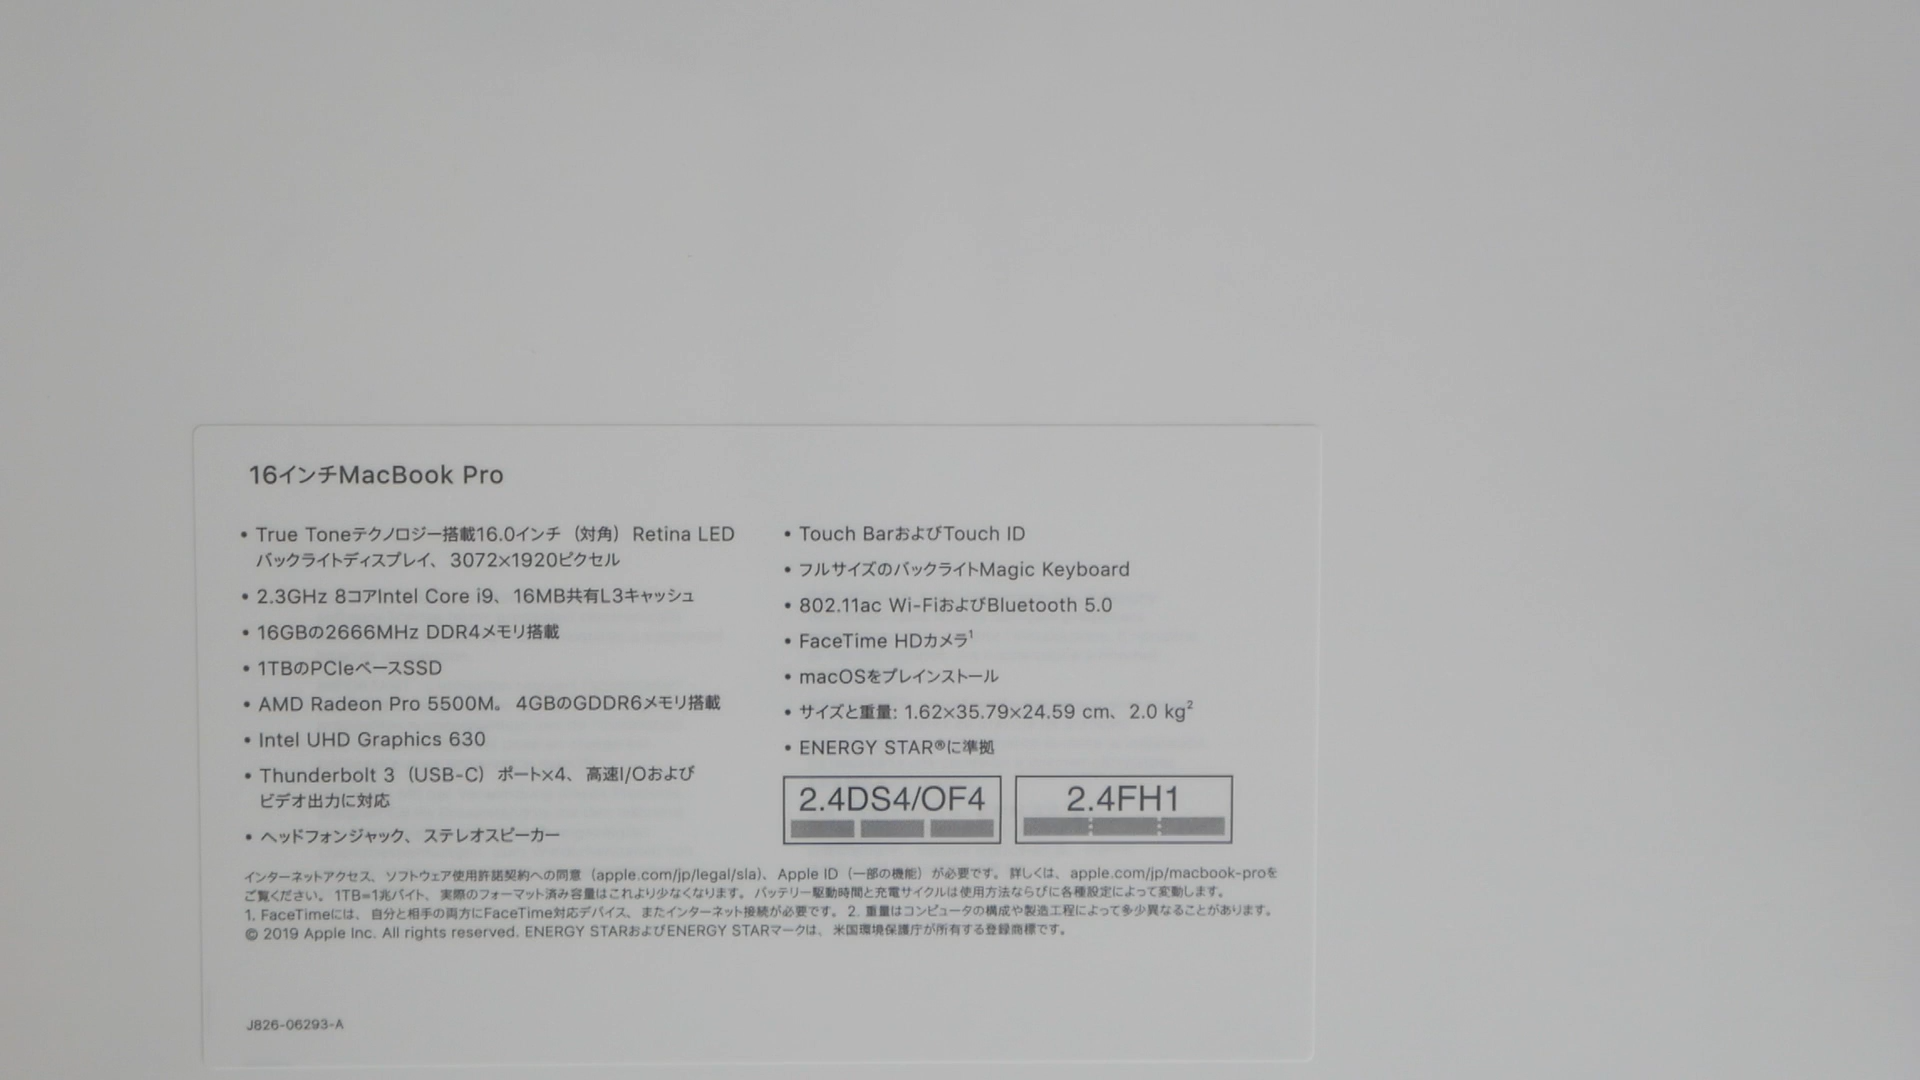 16インチMacBook Pro
• True Toneテクノロジー搭載16.0インチ（対角）Retina LED
バックライトディスプレイ、3072×1920ピクセル
• 2.3GHz 8コアIntel Core i9、16MB共有L3キャッシュ
• 16GBの2666MHz DDR4メモリ搭載
• 1TBのPCIeベースSSD
• AMD Radeon Pro 5500M。4GBのGDDR6メモリ搭載
• Intel UHD Graphics 630
• Thunderbolt 3（USB-C）ポート×4、高速I/Oおよび
ビデオ出力に対応
• ヘッドフォンジャック、ステレオスピーカー
• Touch BarおよびTouch ID
• フルサイズのバックライトMagic Keyboard
• 802.11ac Wi-FiおよびBluetooth 5.0
• FaceTime HDカメラ¹
• macOSをプレインストール
• サイズと重量: 1.62×35.79×24.59 cm、2.0 kg²
• ENERGY STAR®に準拠
2.4DS4/OF4
2.4FH1
インターネットアクセス、ソフトウェア使用許諾契約への同意（apple.com/jp/legal/sla）、Apple ID（一部の機能）が必要です。詳しくは、apple.com/jp/macbook-proを
ご覧ください。1TB=1兆バイト、実際のフォーマット済み容量はこれより少なくなります。バッテリー駆動時間と充電サイクルは使用方法ならびに各種設定によって変動します。
1. FaceTimeには、自分と相手の両方にFaceTime対応デバイス、またインターネット接続が必要です。2. 重量はコンピュータの構成や製造工程によって多少異なることがあります。
© 2019 Apple Inc. All rights reserved. ENERGY STARおよびENERGY STARマークは、米国環境保護庁が所有する登録商標です。
J826-06293-A